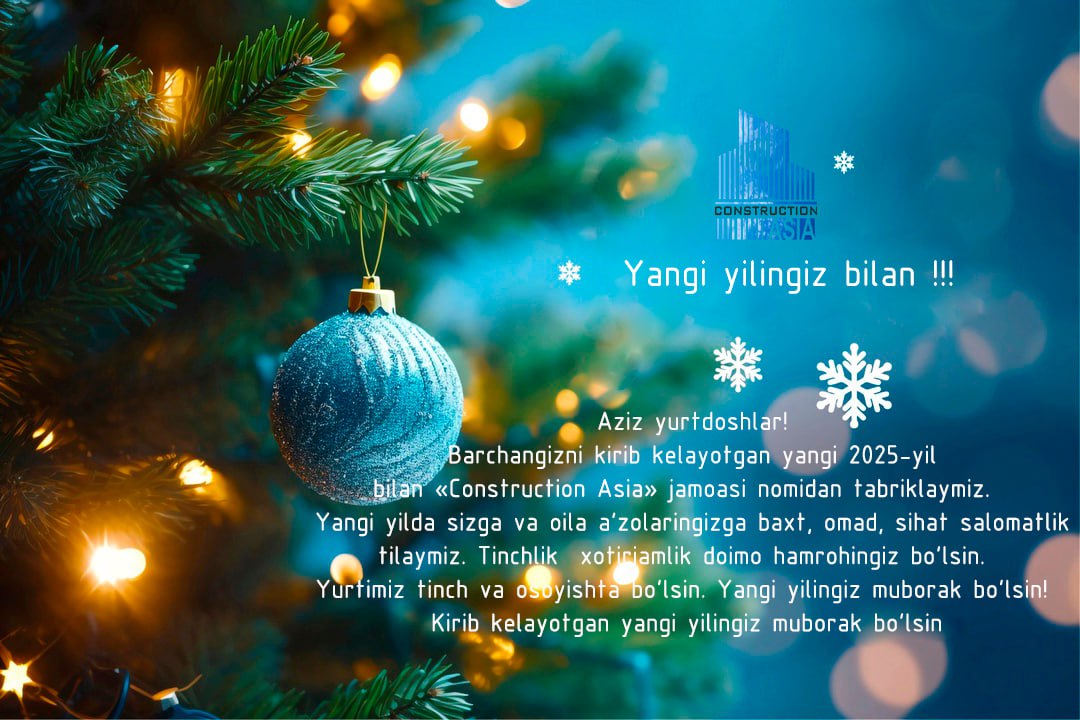 CONSTRUCTION
ASIA
Yangi yilingiz bilan !!!
Aziz yurtdoshlar!
Barchangizni kirib kelayotgan yangi 2025-yil
bilan «Construction Asia» jamoasi nomidan tabriklaymiz.
Yangi yilda sizga va oila a'zolaringizga baxt, omad, sihat salomatlik
tilaymiz. Tinchlik xotirjamlik doimo hamrohingiz bo'lsin.
Yurtimiz tinch va osoyishta bo'lsin. Yangi yilingiz muborak bo'lsin!
Kirib kelayotgan yangi yilingiz muborak bo'lsin